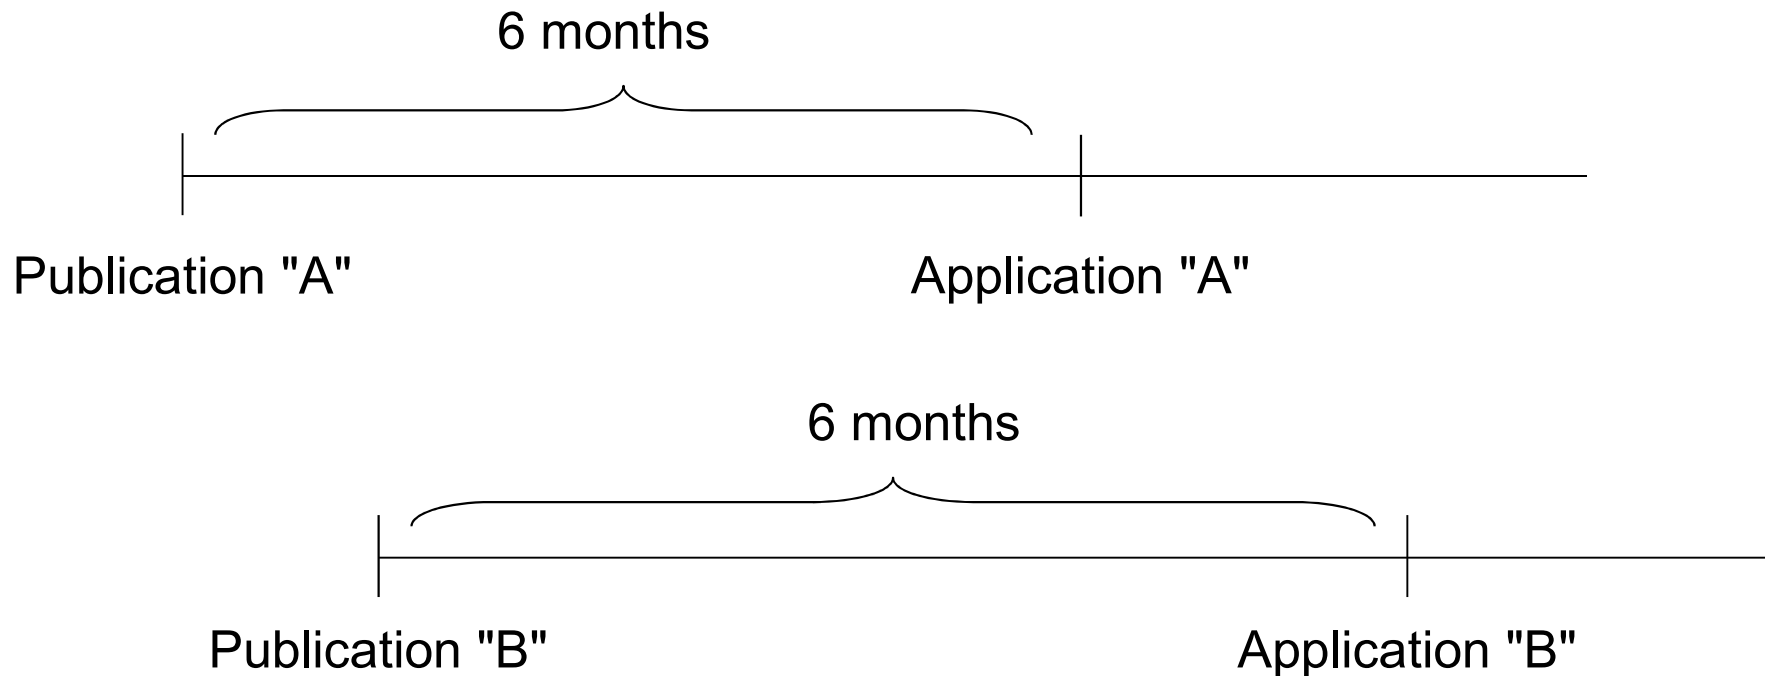 6 months
Publication "A"
Application "A"
6 months
Publication "B"
Application "B"